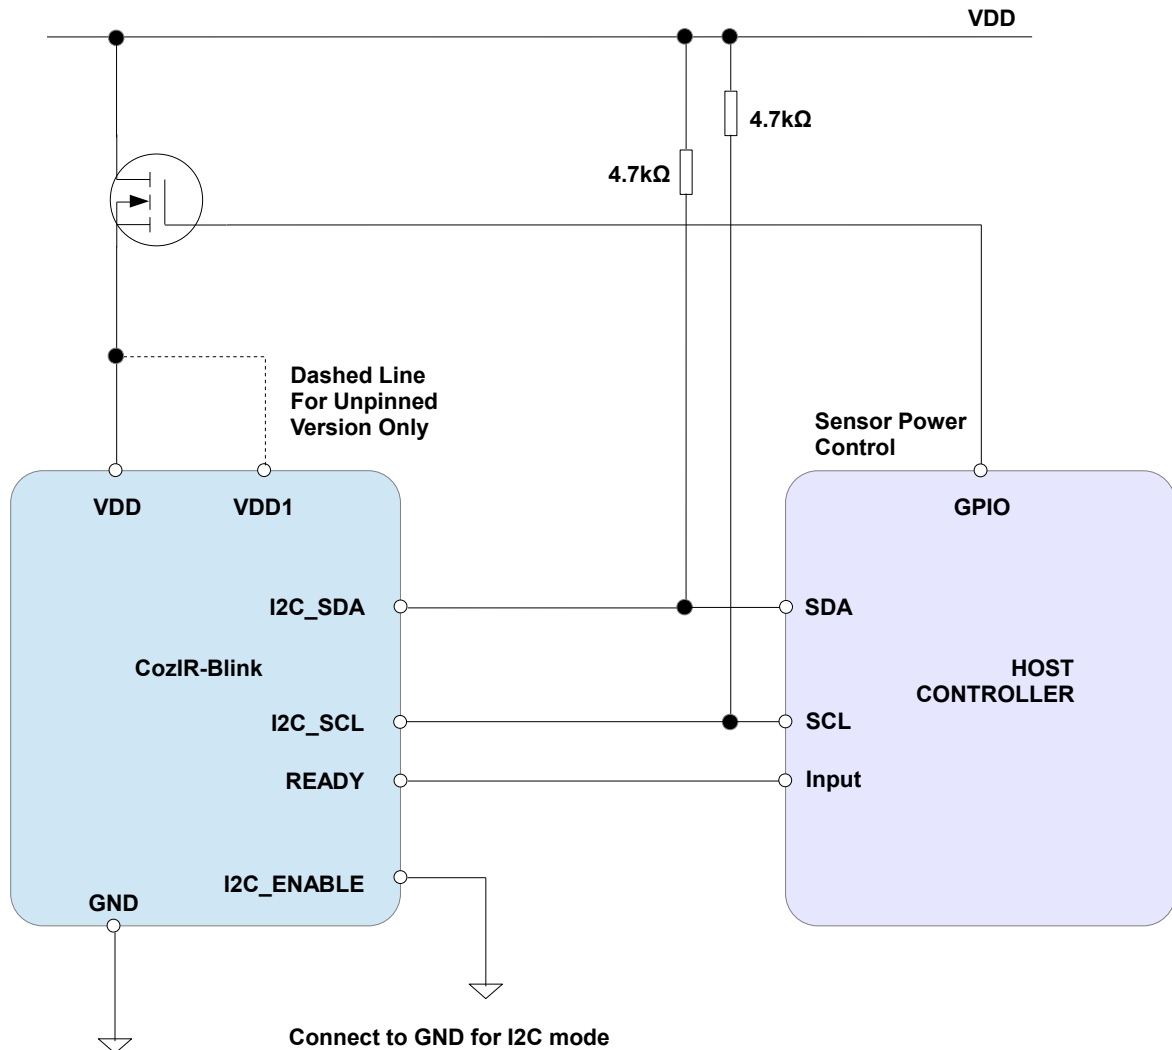 VDD
4.7kΩ
4.7kΩ
Dashed Line
For Unpinned
Version Only
Sensor Power
Control
VDD
VDD1
GPIO
I2C_SDA
SDA
CozIR-Blink
HOST
CONTROLLER
I2C_SCL
SCL
READY
Input
I2C_ENABLE
GND
Connect to GND for I2C mode